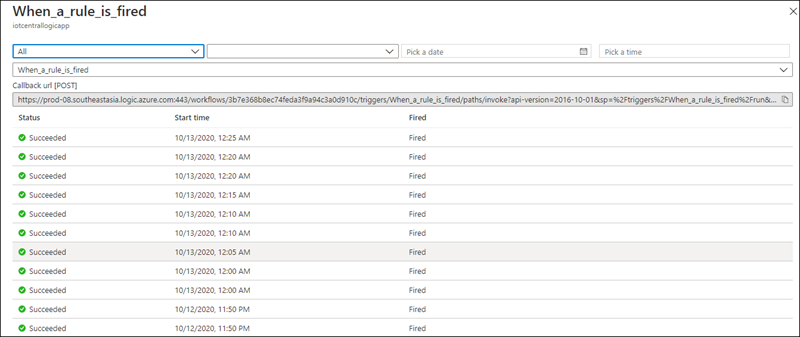 When_a_rule_is_fired
iotcentrallogicapp
All Pick a date Pick a time
When_a_rule_is_fired
Callback url [POST]
https://prod-08.southeastasia.logic.azure.com:443/workflows/3b7e368b8ec74feda3f9a94c3a0d910c/triggers/When_a_rule_is_fired/paths/invoke?api-version=2016-10-01&sp=%2Ftriggers%2FWhen_a_rule_is_fired%2Frun&...
Status Start time Fired
Succeeded 10/13/2020, 12:25 AM Fired
Succeeded 10/13/2020, 12:20 AM Fired
Succeeded 10/13/2020, 12:20 AM Fired
Succeeded 10/13/2020, 12:15 AM Fired
Succeeded 10/13/2020, 12:10 AM Fired
Succeeded 10/13/2020, 12:10 AM Fired
Succeeded 10/13/2020, 12:05 AM Fired
Succeeded 10/13/2020, 12:00 AM Fired
Succeeded 10/13/2020, 12:00 AM Fired
Succeeded 10/12/2020, 11:50 PM Fired
Succeeded 10/12/2020, 11:50 PM Fired